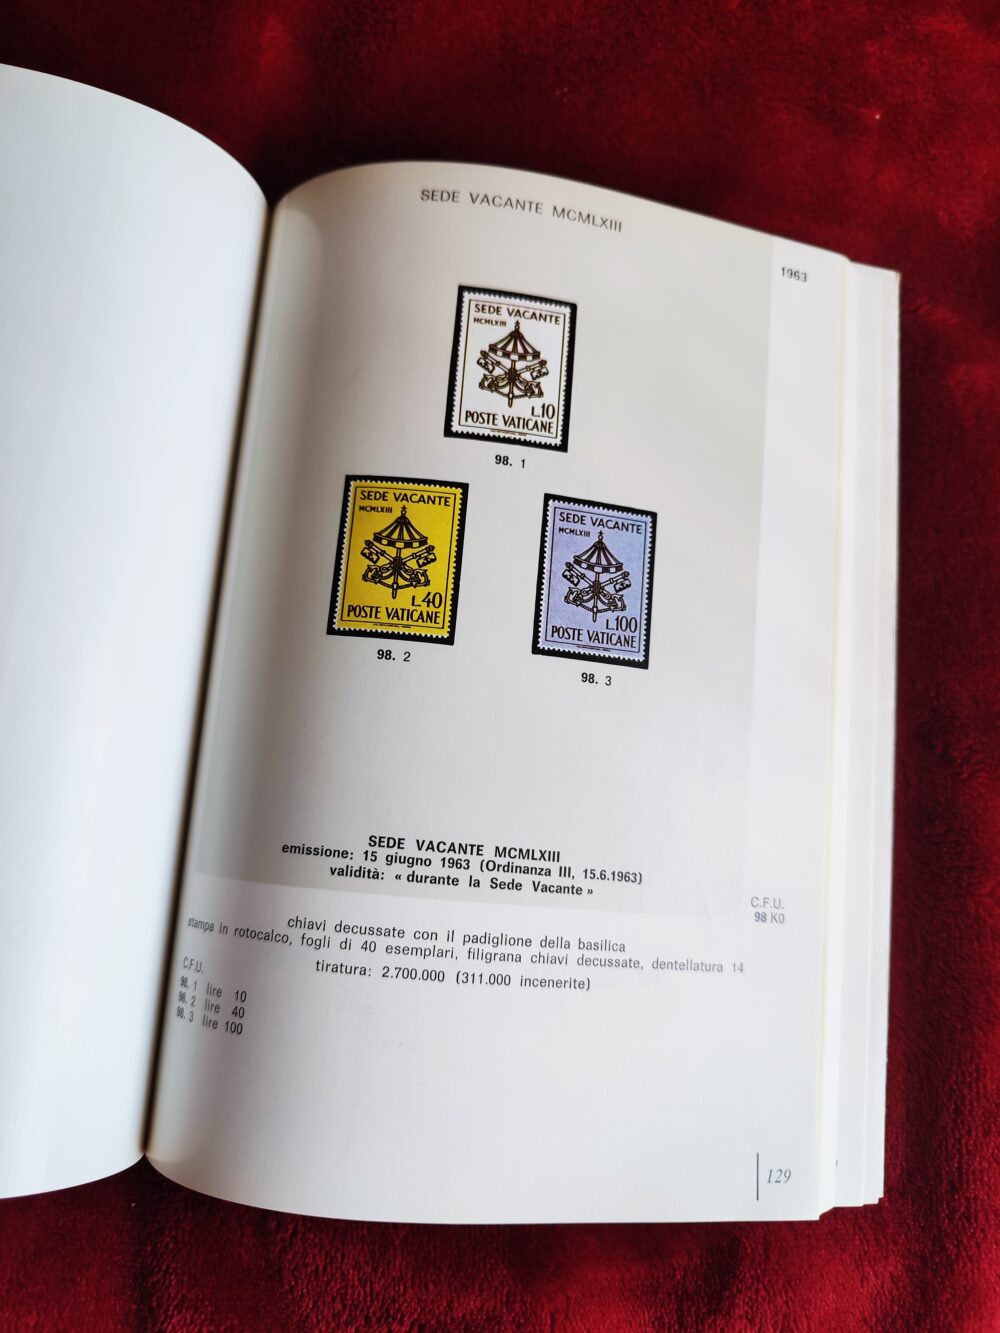 SEDE VACANTE MCMLXIII
1963
SEDE VACANTE
MCMLXIII
L.10
POSTE VATICANE
98. 1
SEDE VACANTE
MCMLXIII
L.40
POSTE VATICANE
98. 2
SEDE VACANTE
MCMLXIII
L.100
POSTE VATICANE
98. 3
SEDE VACANTE MCMLXIII
emissione: 15 giugno 1963 (Ordinanza III, 15.6.1963)
validità: « durante la Sede Vacante »
C.F.U.
98 K0
chiavi decussate con il padiglione della basilica
stampa in rotocalco, fogli di 40 esemplari, filigrana chiavi decussate, dentellatura 14
tiratura: 2.700.000 (311.000 incenerite)
C.F.U.
98. 1 lire 10
98. 2 lire 40
98. 3 lire 100
129